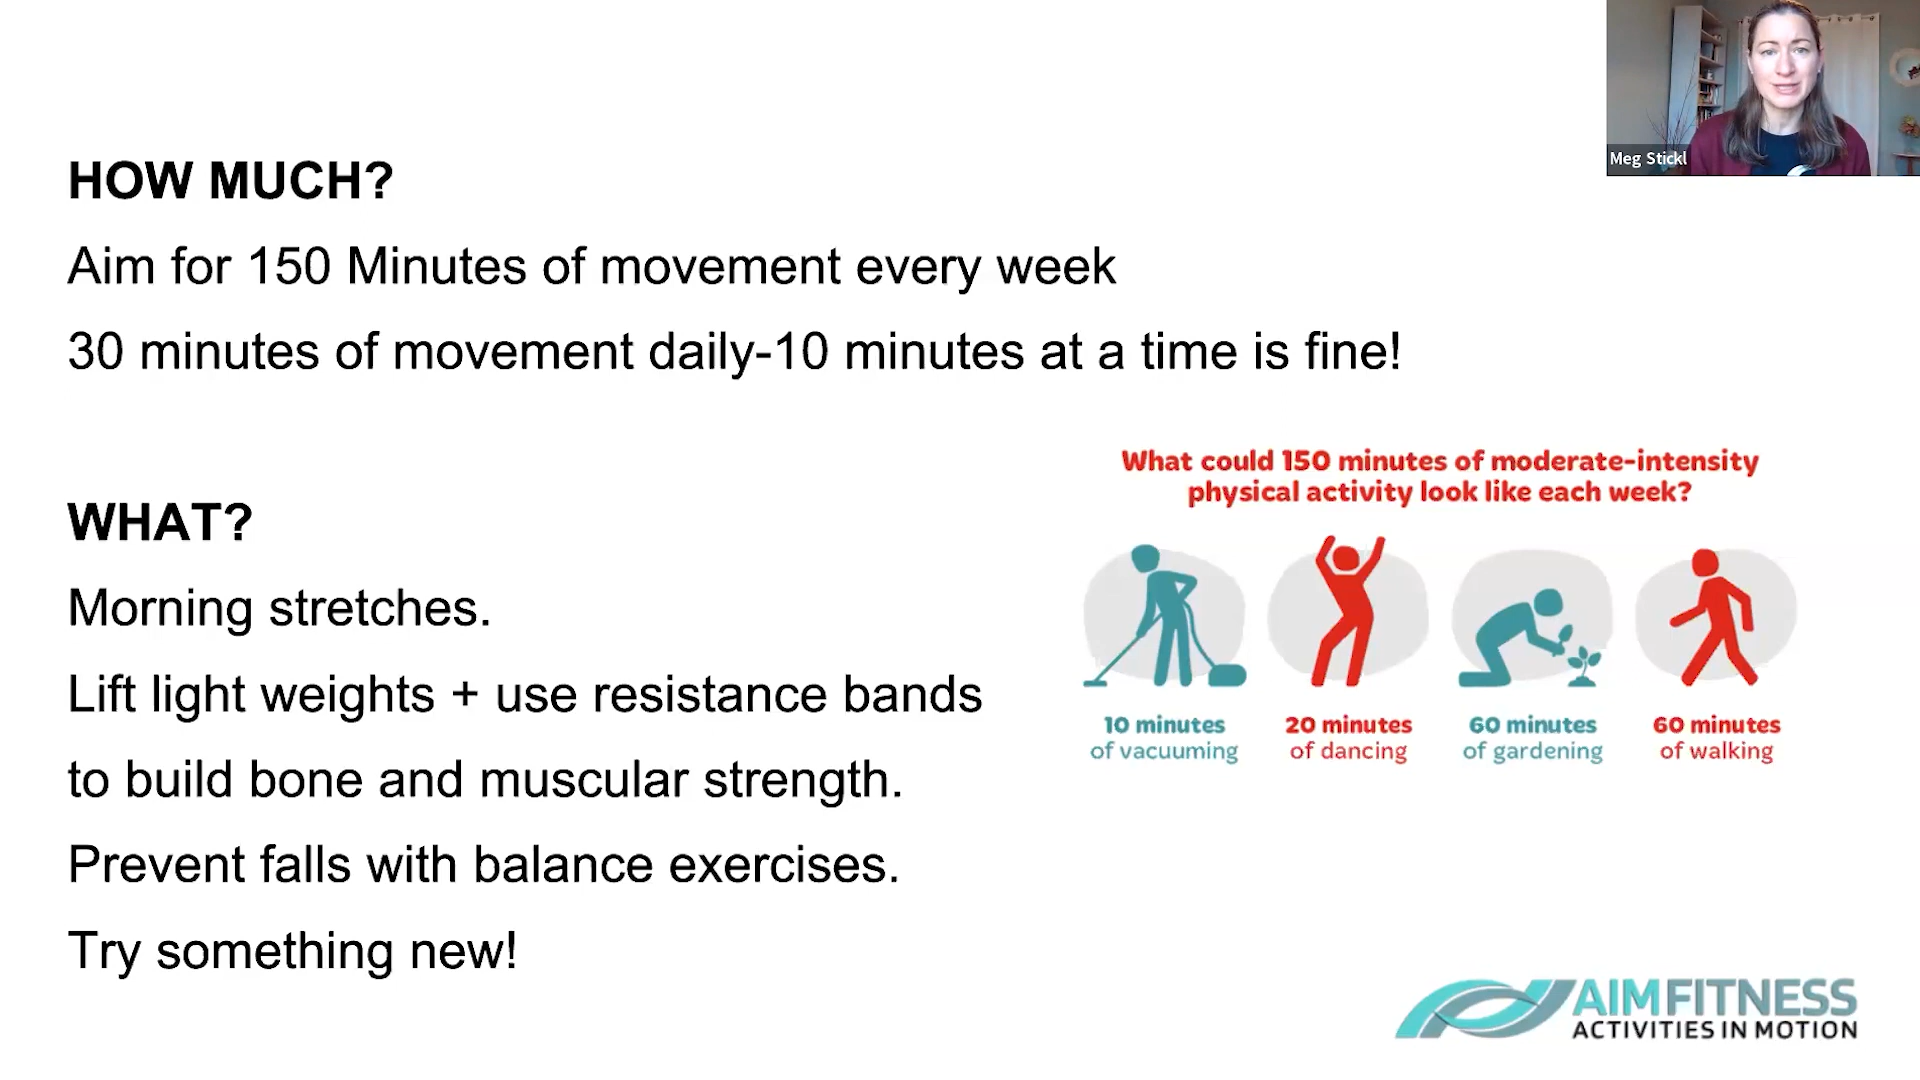 Meg Stickl
HOW MUCH?
Aim for 150 Minutes of movement every week
30 minutes of movement daily-10 minutes at a time is fine!
WHAT?
Morning stretches.
Lift light weights + use resistance bands
to build bone and muscular strength.
Prevent falls with balance exercises.
Try something new!
What could 150 minutes of moderate-intensity
physical activity look like each week?
10 minutes
of vacuuming
20 minutes
of dancing
60 minutes
of gardening
60 minutes
of walking
AIMFITNESS
ACTIVITIES IN MOTION